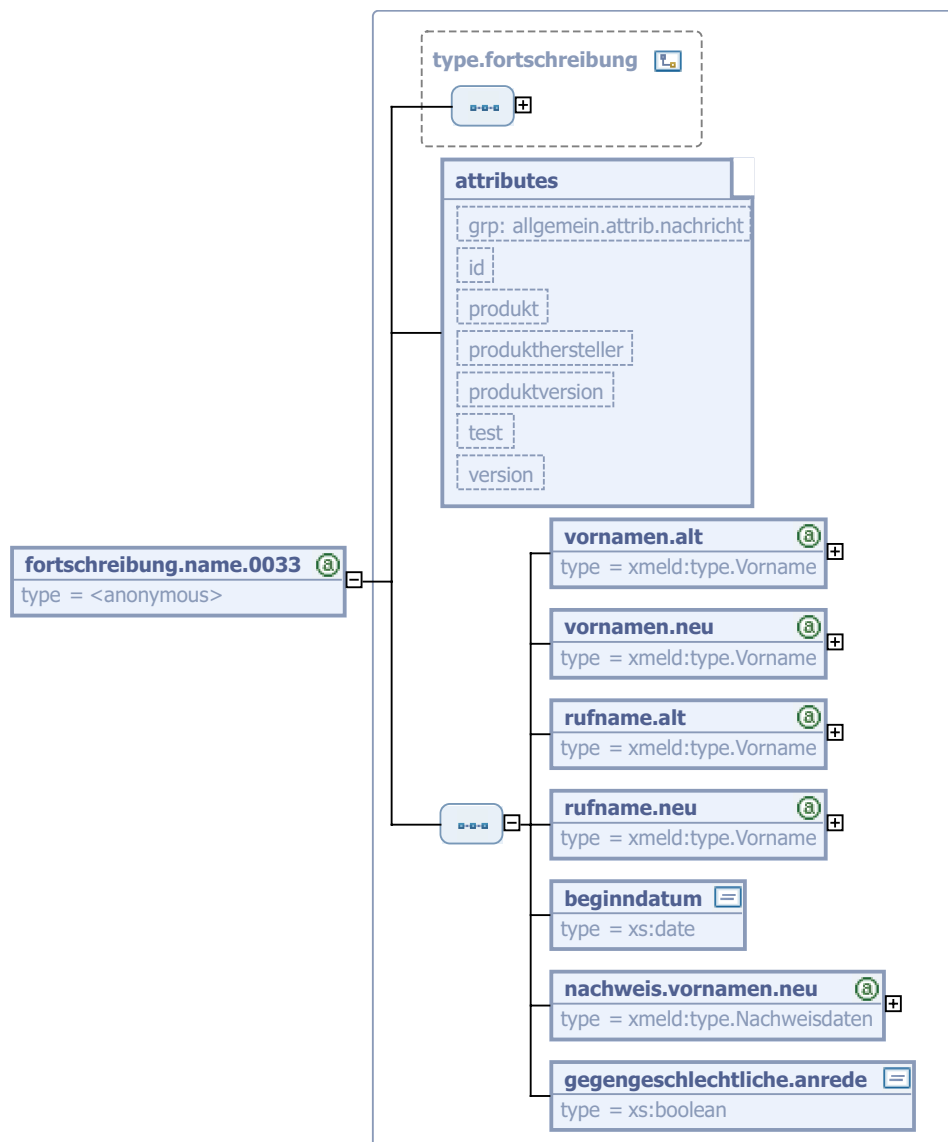 type.fortschreibung
attributes
grp: allgemein.attrib.nachricht
id
produkt
produkthersteller
produktversion
test
version
fortschreibung.name.0033
type = <anonymous>
vornamen.alt
type = xmeld:type.Vorname
vornamen.neu
type = xmeld:type.Vorname
rufname.alt
type = xmeld:type.Vorname
rufname.neu
type = xmeld:type.Vorname
beginndatum
type = xs:date
nachweis.vornamen.neu
type = xmeld:type.Nachweisdaten
gegengeschlechtliche.anrede
type = xs:boolean